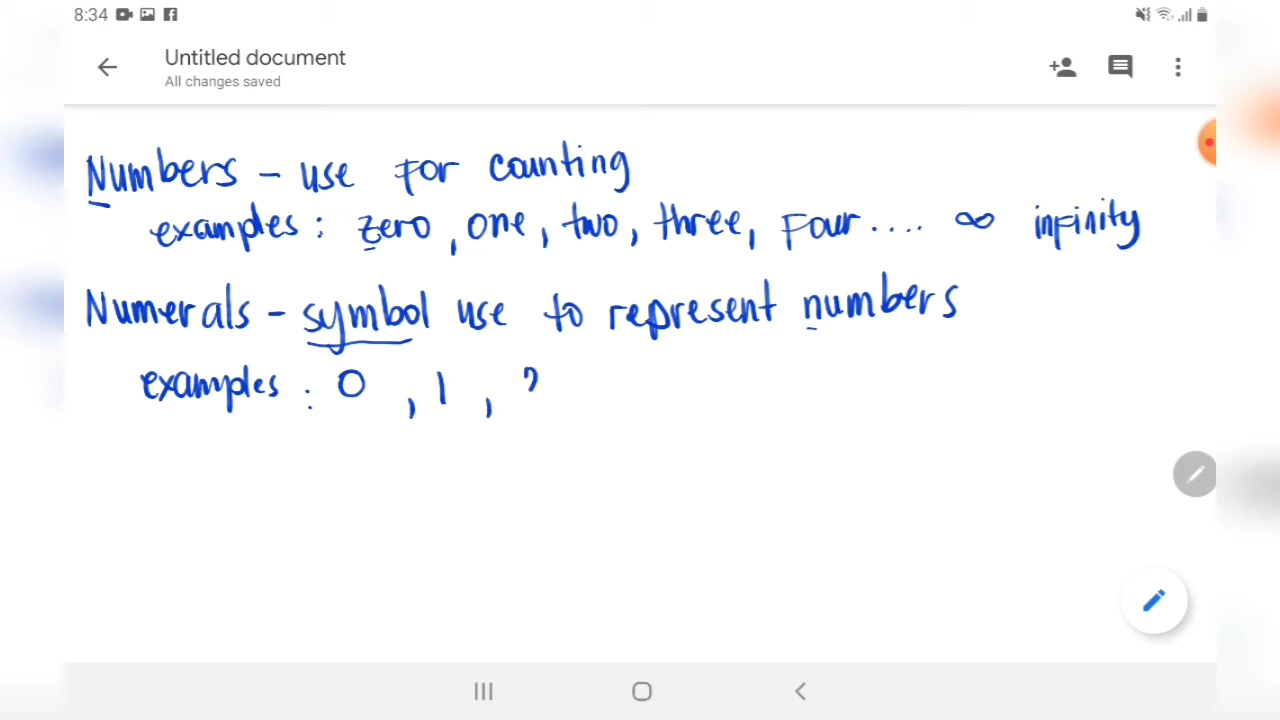 8:34
Untitled document
All changes saved
Numbers - use for counting
examples : zero, one, two, three, four.... ∞ infinity
Numerals - symbol use to represent numbers
examples : 0 , 1 ,